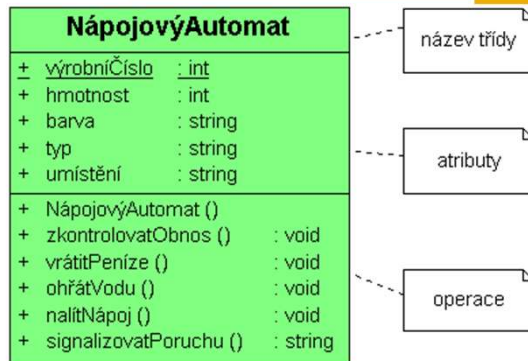 NápojovýAutomat
+ výrobníČíslo : int
+ hmotnost : int
+ barva : string
+ typ : string
+ umístění : string
+ NápojovýAutomat ()
+ zkontrolovatObnos () : void
+ vrátitPeníze () : void
+ ohřátVodu () : void
+ nalítNápoj () : void
+ signalizovatPoruchu () : string
název třídy
atributy
operace